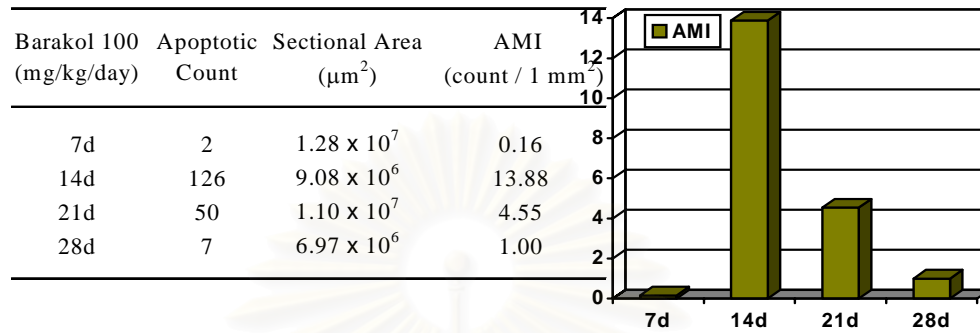 Barakol 100 Apoptotic Sectional Area AMI
(mg/kg/day) Count (μm²) (count / 1 mm²)
7d 2 1.28 x 10⁷ 0.16
14d 126 9.08 x 10⁶ 13.88
21d 50 1.10 x 10⁷ 4.55
28d 7 6.97 x 10⁶ 1.00
AMI
14
12
10
8
6
4
2
0
7d 14d 21d 28d